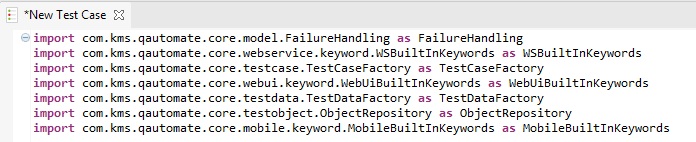 *New Test Case
import com.kms.qautomate.core.model.FailureHandling as FailureHandling
import com.kms.qautomate.core.webservice.keyword.WSBuiltInKeywords as WSBuiltInKeywords
import com.kms.qautomate.core.testcase.TestCaseFactory as TestCaseFactory
import com.kms.qautomate.core.webui.keyword.WebUiBuiltInKeywords as WebUiBuiltInKeywords
import com.kms.qautomate.core.testdata.TestDataFactory as TestDataFactory
import com.kms.qautomate.core.testobject.ObjectRepository as ObjectRepository
import com.kms.qautomate.core.mobile.keyword.MobileBuiltInKeywords as MobileBuiltInKeywords